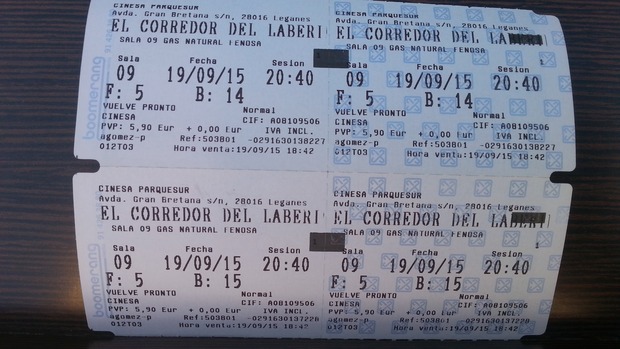 CINESA PARQUESUR
Avda. Gran Bretana s/n, 28016 Leganes
EL CORREDOR DEL LABERI
SALA 09 GAS NATURAL FENOSA
Sala Fecha Sesion
09 19/09/15 20:40
F: 5 B: 14
VUELVE PRONTO Normal
CINESA CIF: A08109506
PVP: 5,90 Eur + 0,00 Eur IVA INCL.
agomez-p Ref:503801 -0291630138227
012T03 Hora venta:19/09/15 18:42
boomerang
CINESA PARQUESUR
Avda. Gran Bretana s/n, 28016 Leganes
EL CORREDOR DEL
SALA 09 GAS NATURAL FENOSA
Sala Fecha Sesion
09 19/09/15 20:40
F: 5 B: 14
VUELVE PRONTO Normal
CINESA CIF: A08109506
PVP: 5,90 Eur + 0,00 Eur IVA INCL.
agomez-p Ref:503801 -0291630138227
012T03 Hora venta:19/09/15 18:42
CINESA PARQUESUR
Avda. Gran Bretana s/n, 28016 Leganes
EL CORREDOR DEL LABERI
SALA 09 GAS NATURAL FENOSA
Sala Fecha Sesion
09 19/09/15 20:40
F: 5 B: 15
VUELVE PRONTO Normal
CINESA CIF: A08109506
PVP: 5,90 Eur + 0,00 Eur IVA INCL.
agomez-p Ref:503801 -0291630137228
012T03 Hora venta:19/09/15 18:42
boomerang
CINESA PARQUESUR
Avda. Gran Bretana s/n, 28016 Leganes
EL CORREDOR DEL
SALA 09 GAS NATURAL FENOSA
Sala Fecha Sesion
09 19/09/15 20:40
F: 5 B: 15
VUELVE PRONTO Normal
CINESA CIF: A08109506
PVP: 5,90 Eur + 0,00 Eur IVA INCL.
agomez-p Ref:503801 -0291630137228
012T03 Hora venta:19/09/15 18:42